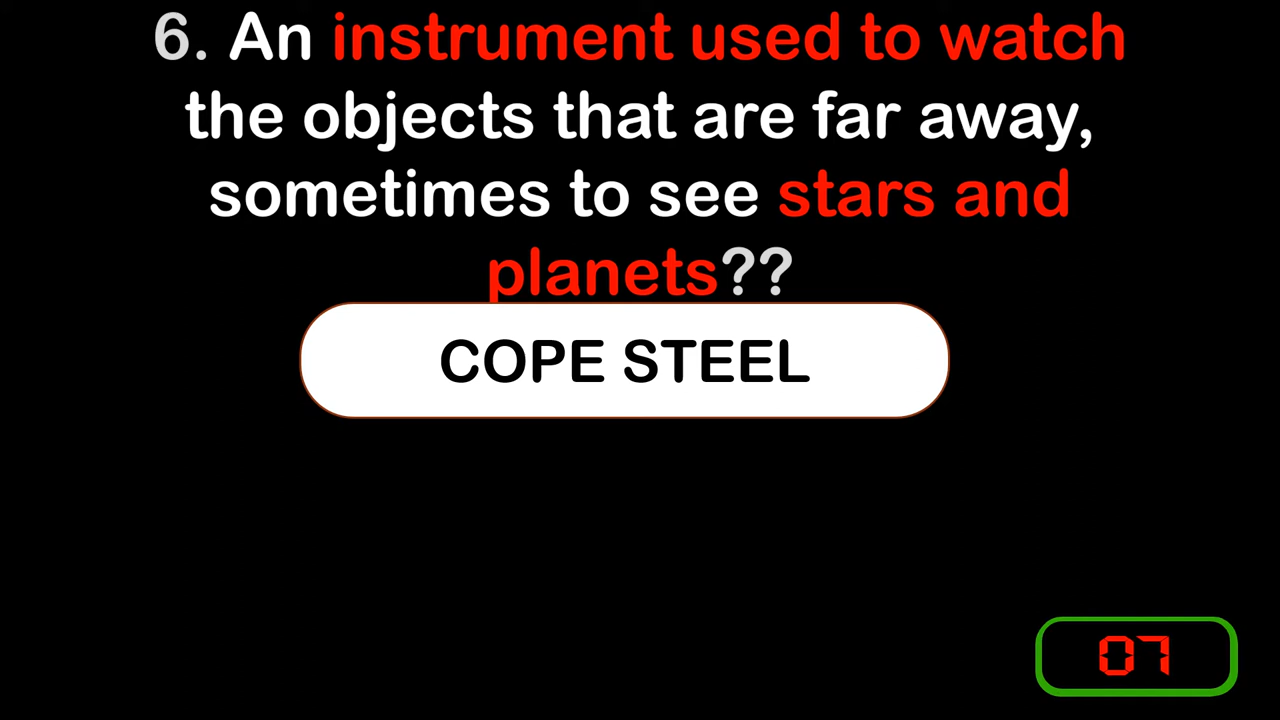 6. An instrument used to watch
the objects that are far away,
sometimes to see stars and
planets??
COPE STEEL
07